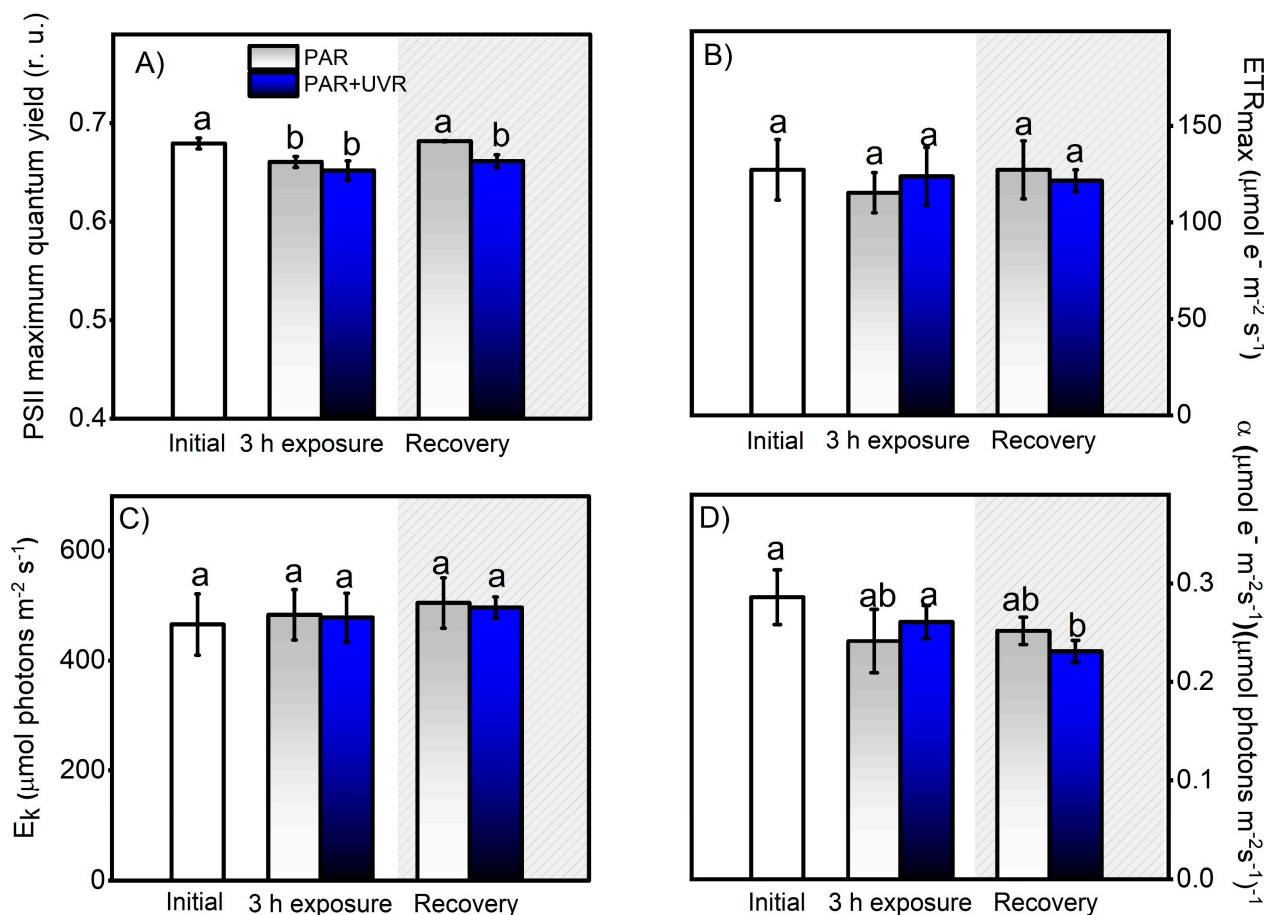 A)
PAR
PAR+UVR
PSII maximum quantum yield (r. u.)
0.7
0.6
0.5
0.4
a
b
b
a
b
Initial
3 h exposure
Recovery
B)
a
a
a
a
a
150
100
50
0
ETRmax (μmol e⁻ m⁻² s⁻¹)
Initial
3 h exposure
Recovery
C)
Ek (μmol photons m⁻² s⁻¹)
600
400
200
0
a
a
a
a
a
Initial
3 h exposure
Recovery
D)
a
ab
a
ab
b
0.3
0.2
0.1
0.0
α (μmol e⁻ m⁻²s⁻¹)(μmol photons m⁻²s⁻¹)⁻¹
Initial
3 h exposure
Recovery